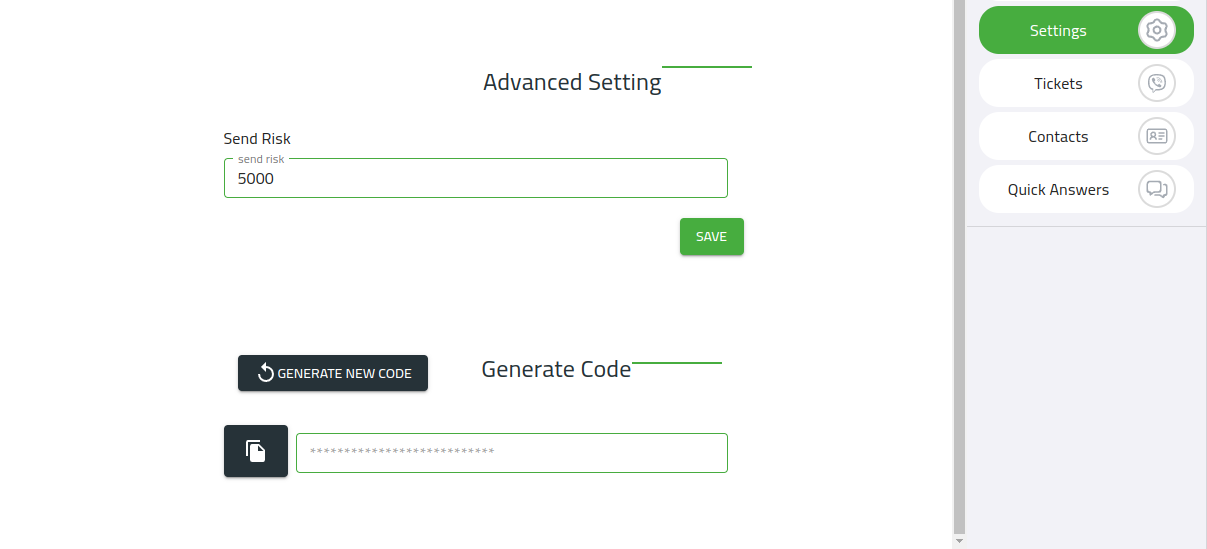 Advanced Setting
Send Risk
send risk
5000
SAVE
GENERATE NEW CODE
Generate Code
***************************
Settings
Tickets
Contacts
Quick Answers